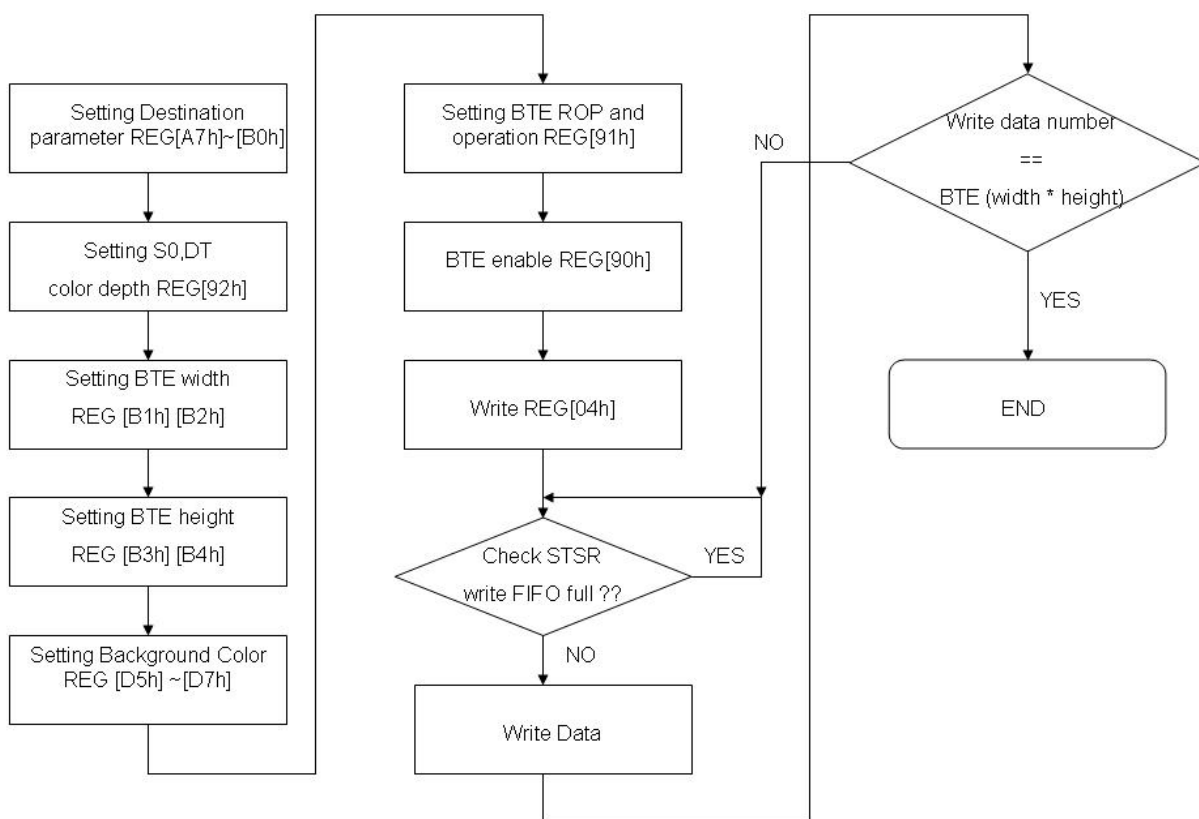 Setting Destination
parameter REG[A7h]~[B0h]
Setting S0,DT
color depth REG[92h]
Setting BTE width
REG [B1h] [B2h]
Setting BTE height
REG [B3h] [B4h]
Setting Background Color
REG [D5h] ~[D7h]
Setting BTE ROP and
operation REG[91h]
BTE enable REG[90h]
Write REG[04h]
Check STSR
write FIFO full ??
YES
NO
Write Data
Write data number
==
BTE (width * height)
NO
YES
END